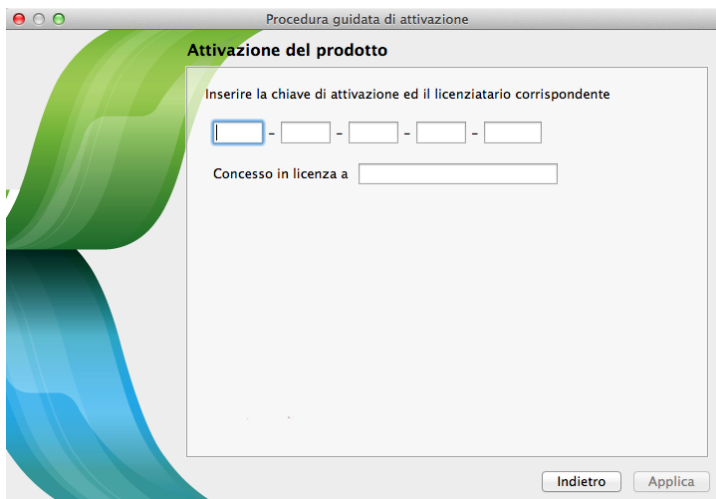 Procedura guidata di attivazione
Attivazione del prodotto
Inserire la chiave di attivazione ed il licenziatario corrispondente
- - - -
Concesso in licenza a
Indietro Applica